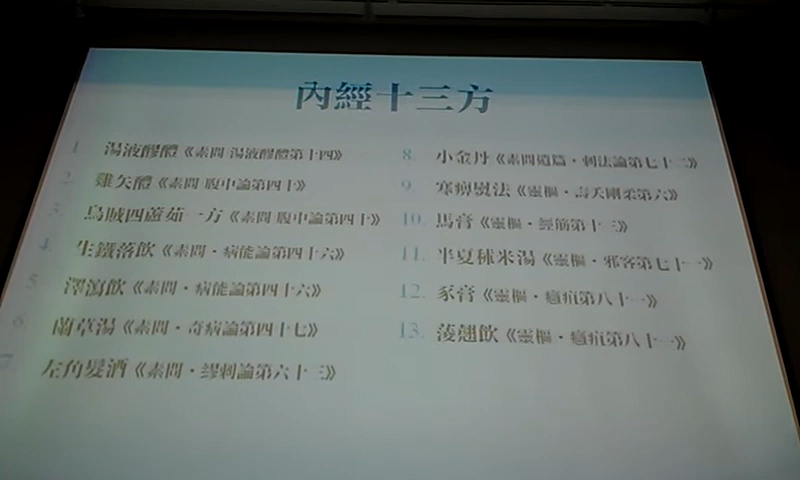 內經十三方
1. 湯液醪醴《素問·湯液醪醴第十四》
2. 雞矢醴《素問·腹中論第四十》
3. 烏賊四蘆茹一方《素問·腹中論第四十》
4. 生鐵落飲《素問·病能論第四十六》
5. 澤瀉飲《素問·病能論第四十六》
6. 蘭草湯《素問·奇病論第四十七》
7. 左角髮酒《素問·繆刺論第六十三》
8. 小金丹《素問遺篇·刺法論第七十二》
9. 寒痹熨法《靈樞·壽夭剛柔第六》
10. 馬膏《靈樞·經筋第十三》
11. 半夏秫米湯《靈樞·邪客第七十一》
12. 豕膏《靈樞·癰疽第八十一》
13. 䔖翹飲《靈樞·癰疽第八十一》